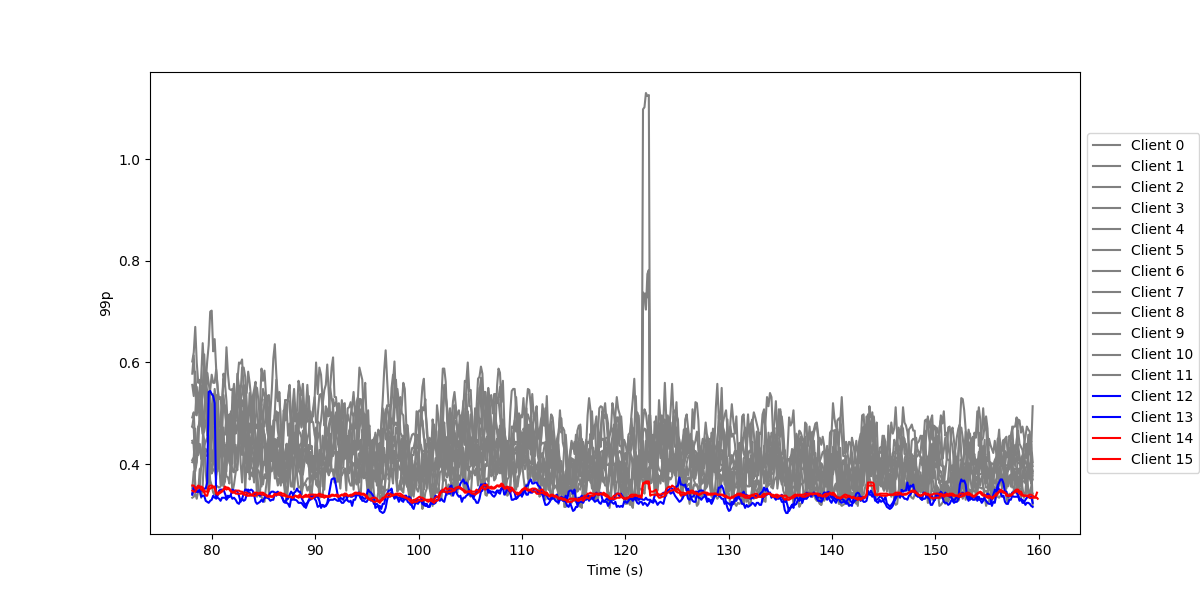 99p
1.0
0.8
0.6
0.4
80 90 100 110 120 130 140 150 160
Time (s)
Client 0
Client 1
Client 2
Client 3
Client 4
Client 5
Client 6
Client 7
Client 8
Client 9
Client 10
Client 11
Client 12
Client 13
Client 14
Client 15